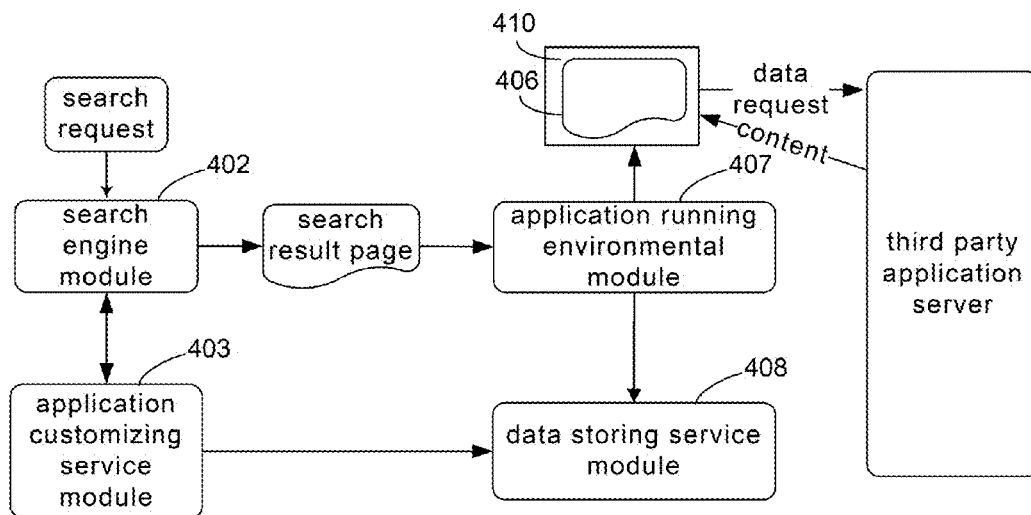 410
406
data
request
content
search
request
402
search
engine
module
search
result page
407
application running
environmental
module
third party
application
server
403
application
customizing
service
module
408
data storing service
module